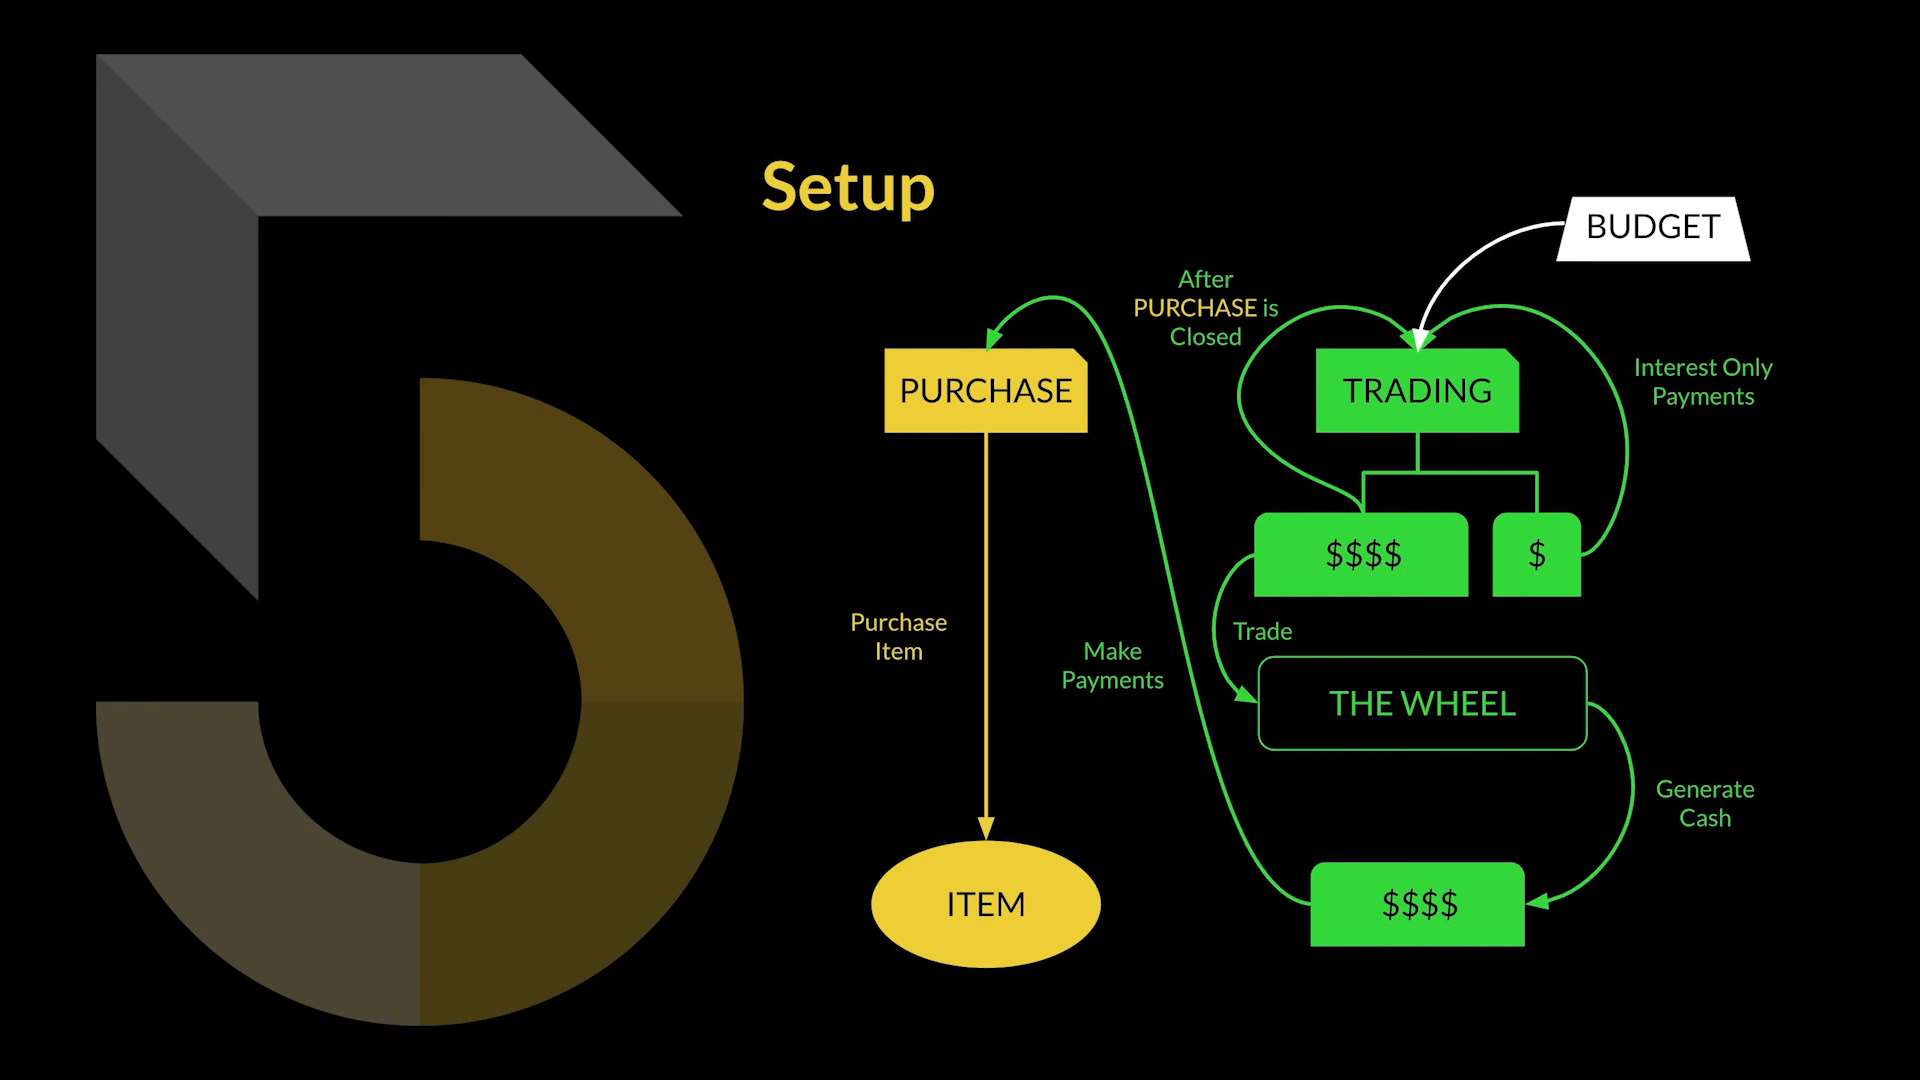 Setup
BUDGET
After
PURCHASE is
Closed
PURCHASE
TRADING
Interest Only
Payments
$$$$
$
Purchase
Item
Make
Payments
Trade
THE WHEEL
Generate
Cash
ITEM
$$$$